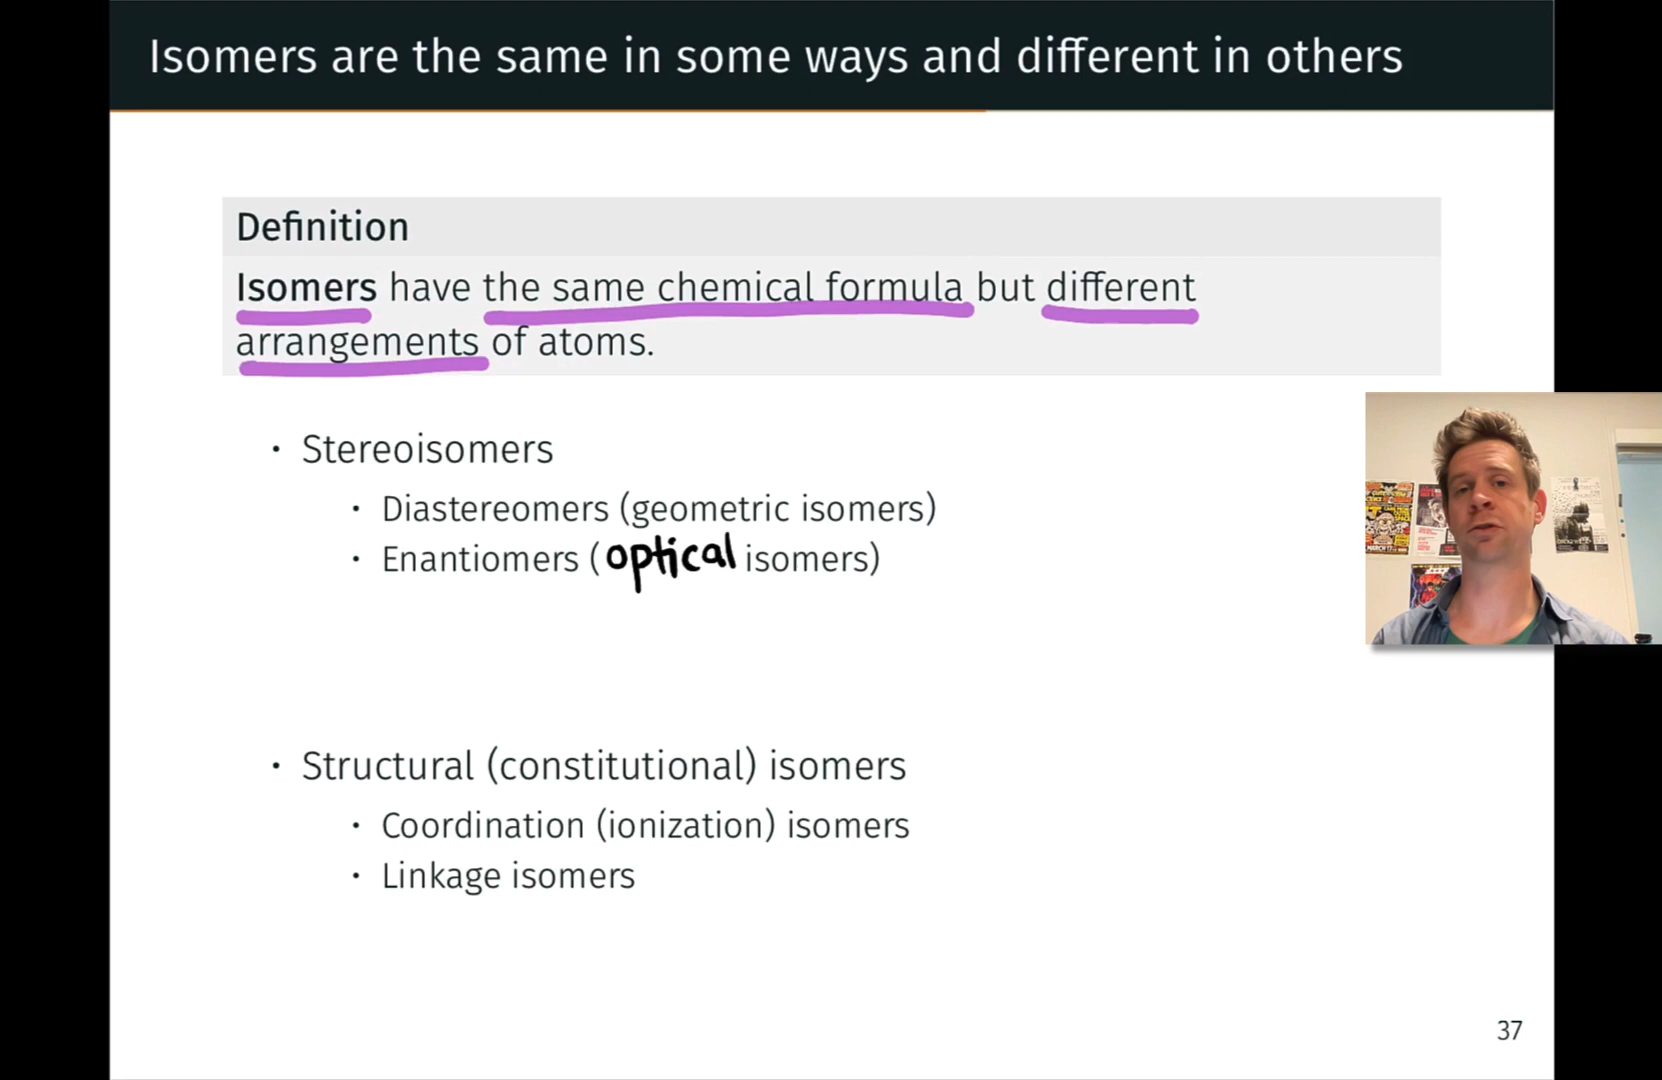 Isomers are the same in some ways and different in others
Definition
Isomers have the same chemical formula but different
arrangements of atoms.
• Stereoisomers
• Diastereomers (geometric isomers)
• Enantiomers (optical isomers)
• Structural (constitutional) isomers
• Coordination (ionization) isomers
• Linkage isomers
37